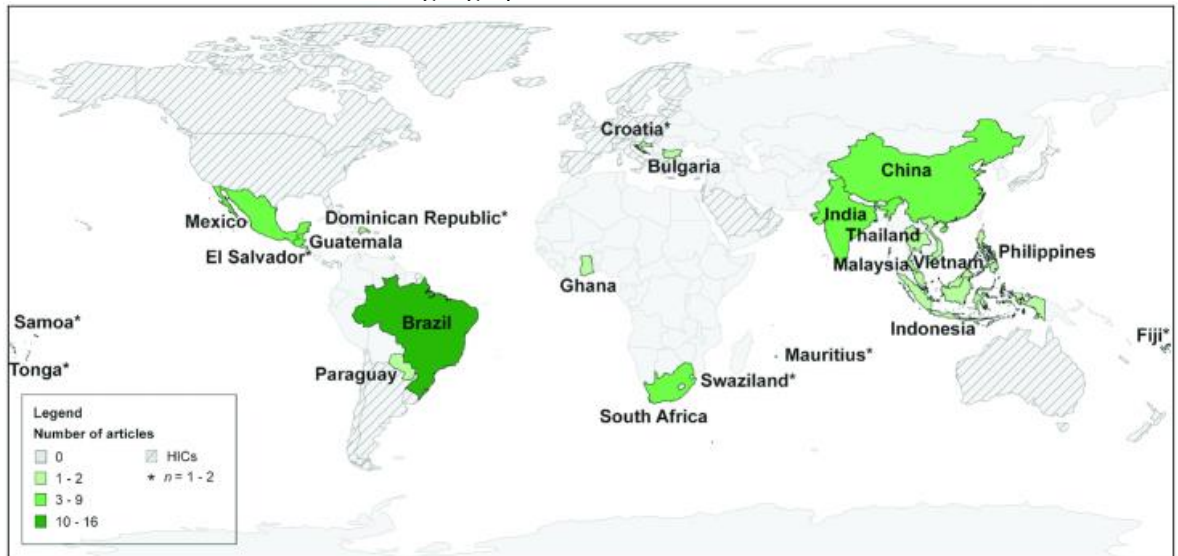 Croatia*
Bulgaria
China
Mexico
Dominican Republic*
India
Guatemala
Thailand
El Salvador*
Malaysia
Vietnam
Philippines
Ghana
Samoa*
Brazil
Indonesia
Fiji*
Mauritius*
Tonga*
Paraguay
Swaziland*
South Africa
Legend
Number of articles
0 HICs
1 - 2 * n = 1 - 2
3 - 9
10 - 16